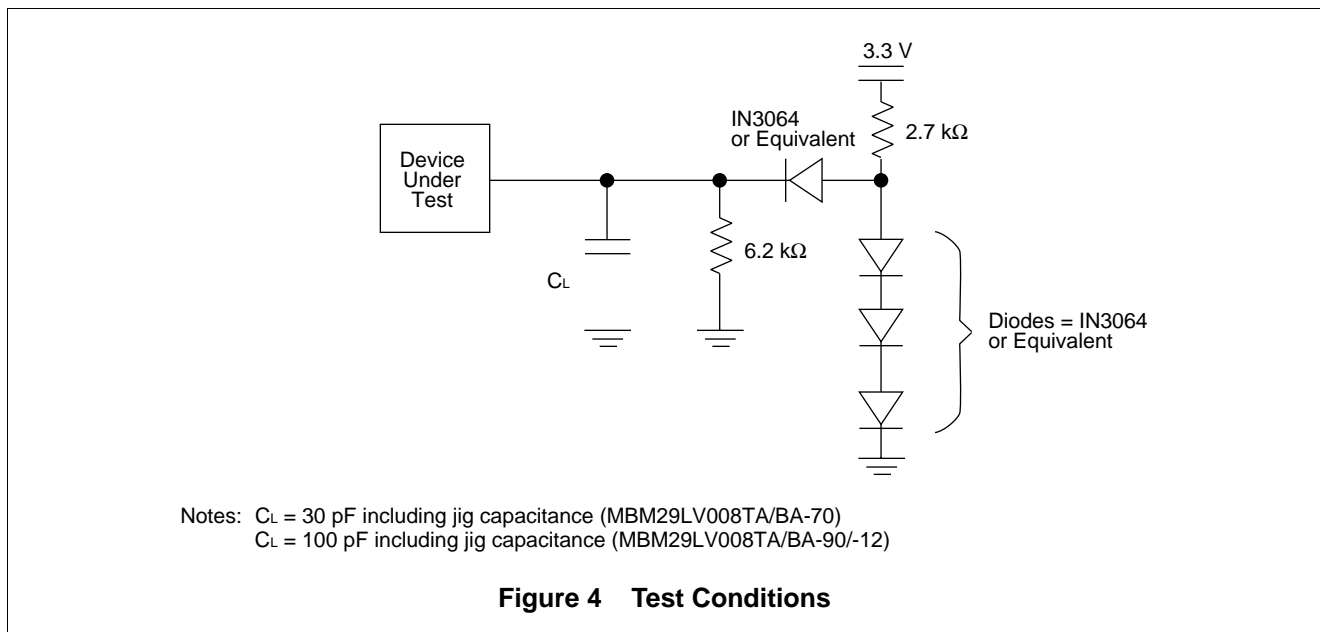 3.3 V
2.7 kΩ
IN3064
or Equivalent
Device
Under
Test
6.2 kΩ
CL
Diodes = IN3064
or Equivalent
Notes: CL = 30 pF including jig capacitance (MBM29LV008TA/BA-70)
CL = 100 pF including jig capacitance (MBM29LV008TA/BA-90/-12)
Figure 4 Test Conditions